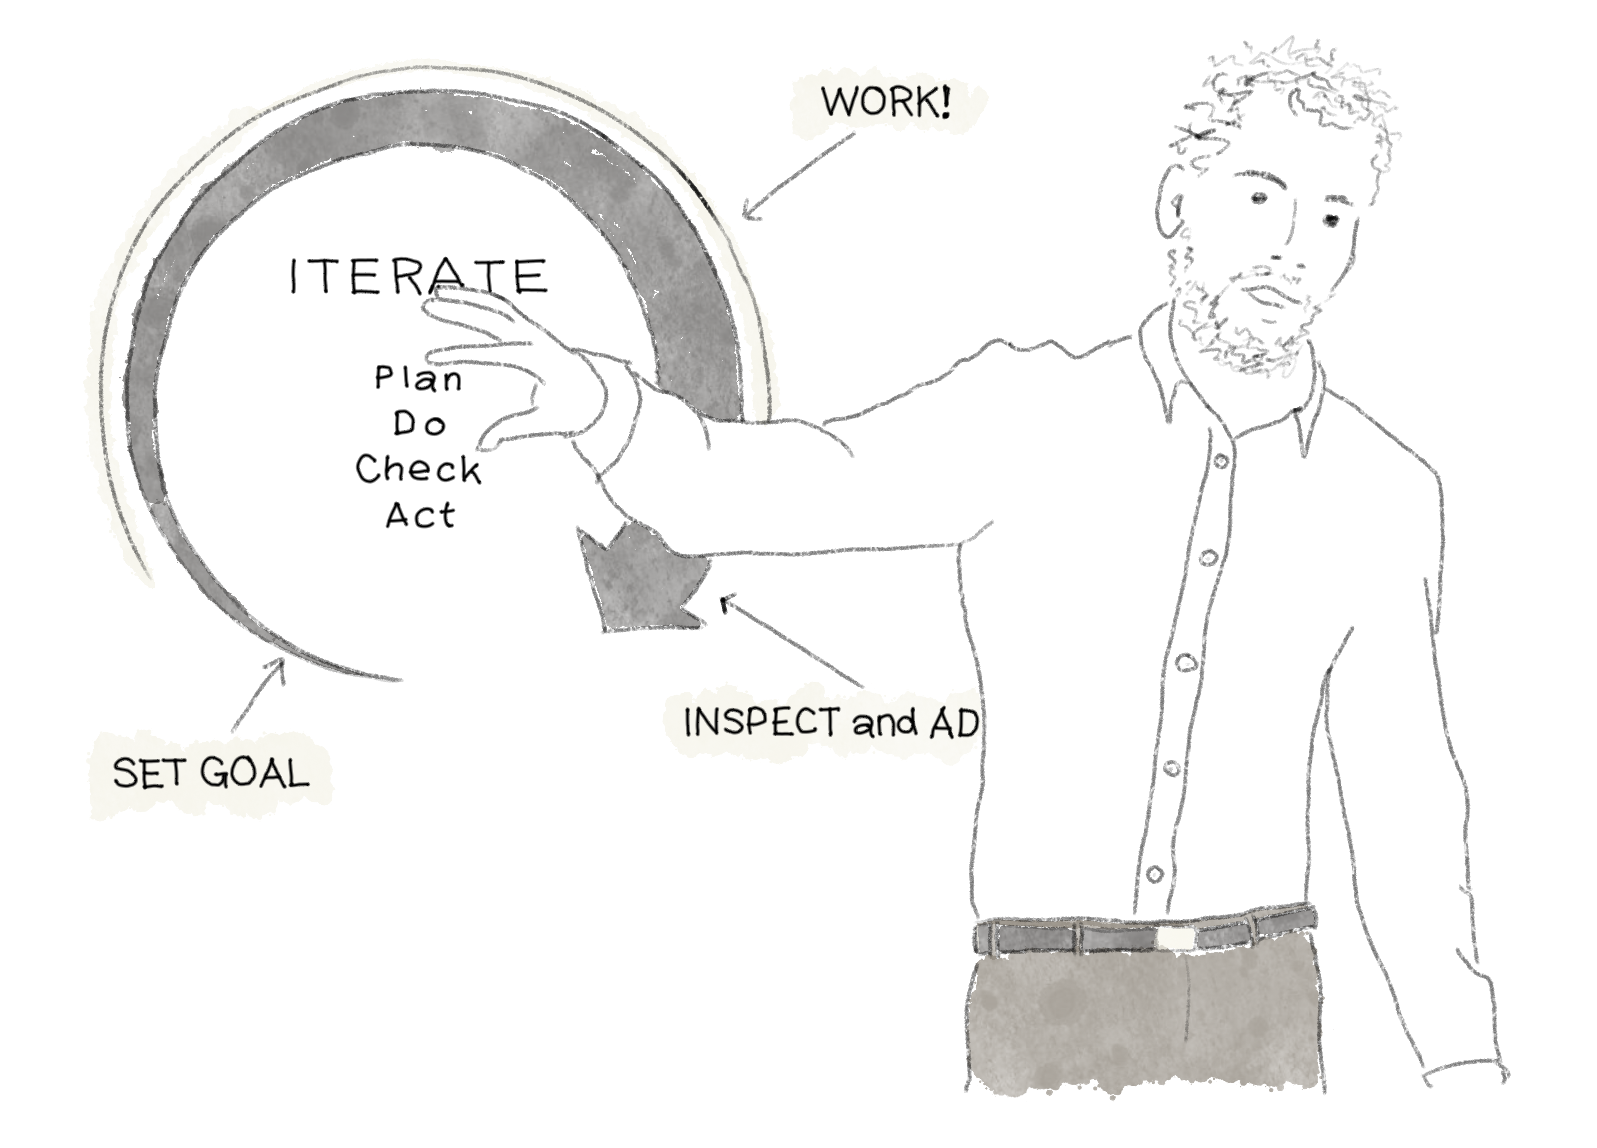 WORK!
ITERATE
Plan
Do
Check
Act
INSPECT and AD
SET GOAL